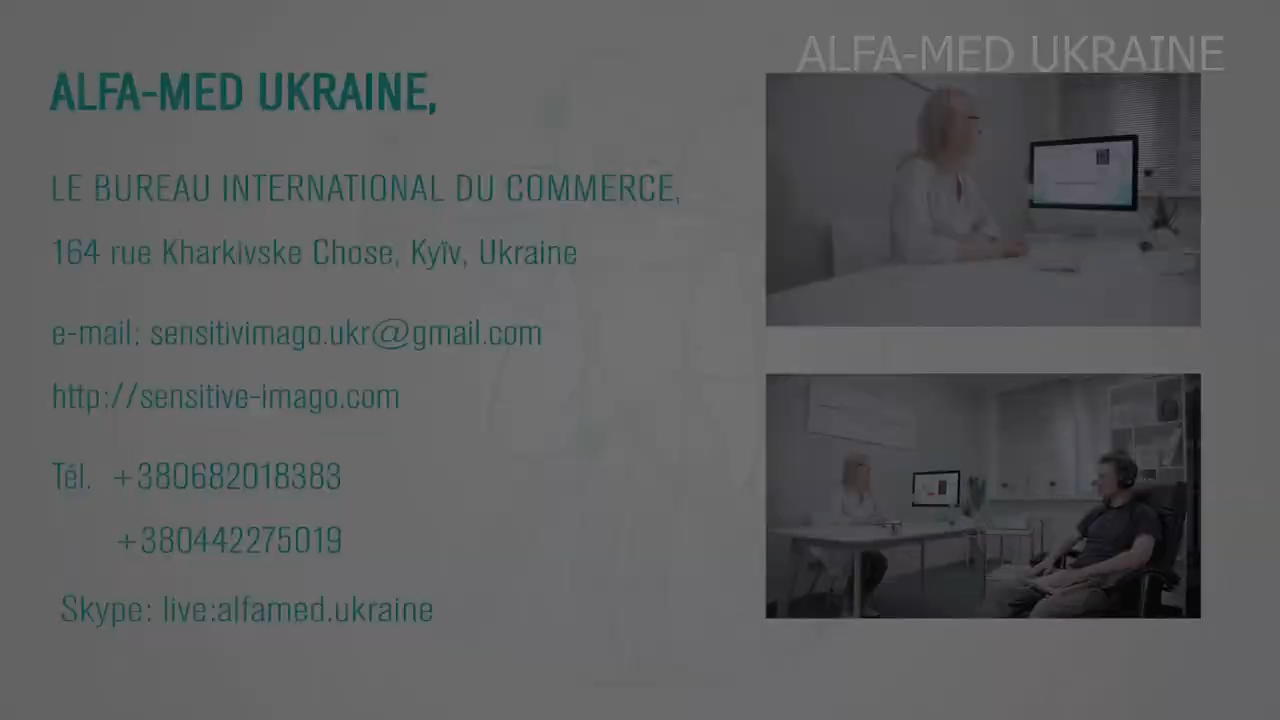 ALFA-MED UKRAINE
ALFA-MED UKRAINE,
LE BUREAU INTERNATIONAL DU COMMERCE,
164 rue Kharkivske Chose, Kyïv, Ukraine
e-mail: sensitivimago.ukr@gmail.com
http://sensitive-imago.com
Tél. +380682018383
+380442275019
Skype: live:alfamed.ukraine